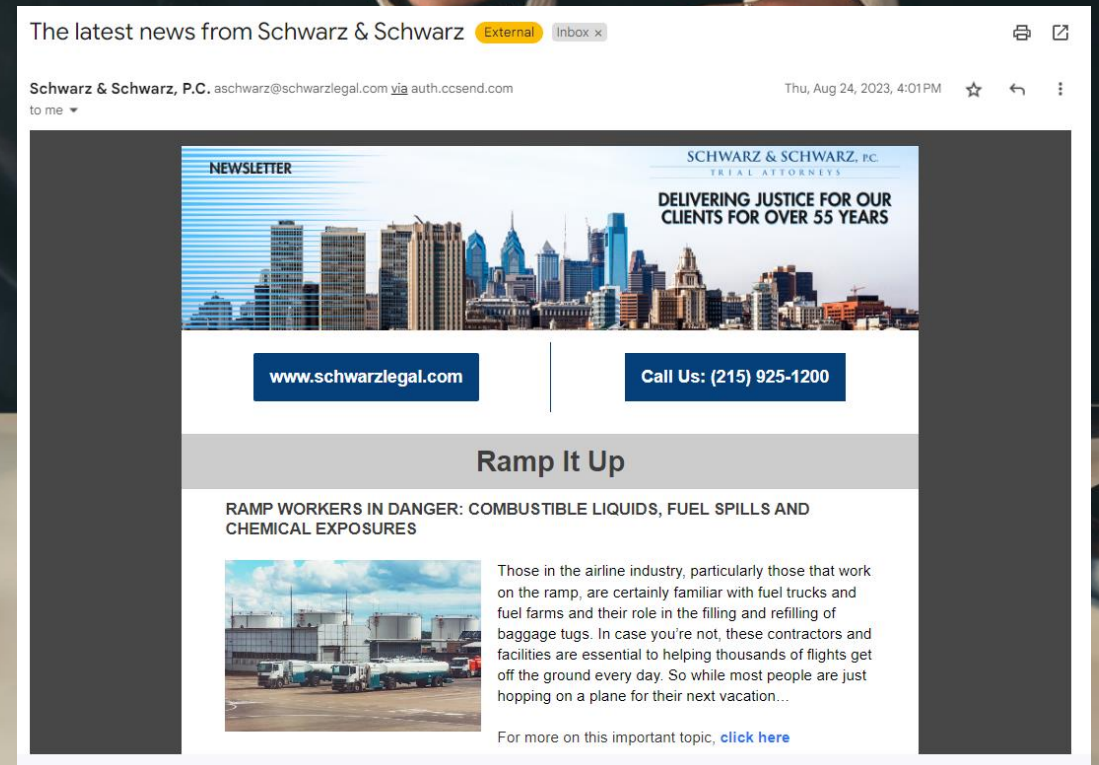 The latest news from Schwarz & Schwarz External Inbox ×
Schwarz & Schwarz, P.C. aschwarz@schwarzlegal.com via auth.ccsend.com Thu, Aug 24, 2023, 4:01 PM
to me
NEWSLETTER
SCHWARZ & SCHWARZ, P.C.
TRIAL ATTORNEYS
DELIVERING JUSTICE FOR OUR
CLIENTS FOR OVER 55 YEARS
www.schwarzlegal.com
Call Us: (215) 925-1200
Ramp It Up
RAMP WORKERS IN DANGER: COMBUSTIBLE LIQUIDS, FUEL SPILLS AND
CHEMICAL EXPOSURES
Those in the airline industry, particularly those that work
on the ramp, are certainly familiar with fuel trucks and
fuel farms and their role in the filling and refilling of
baggage tugs. In case you're not, these contractors and
facilities are essential to helping thousands of flights get
off the ground every day. So while most people are just
hopping on a plane for their next vacation…
For more on this important topic, click here